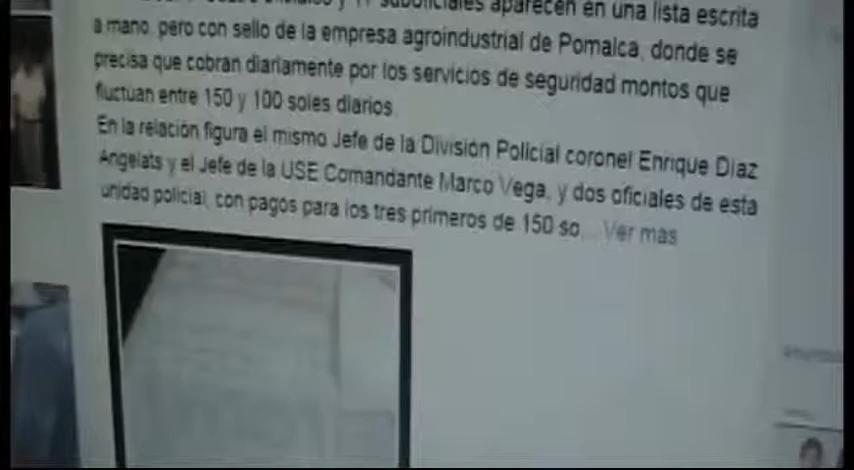 y 17 suboficiales aparecen en una lista escrita
a mano, pero con sello de la empresa agroindustrial de Pomalca, donde se
precisa que cobran diariamente por los servicios de seguridad montos que
fluctuan entre 150 y 100 soles diarios
En la relación figura el mismo Jefe de la División Policial coronel Enrique Diaz
Angelats y el Jefe de la USE Comandante Marco Vega, y dos oficiales de esta
unidad policial, con pagos para los tres primeros de 150 so... Ver mas